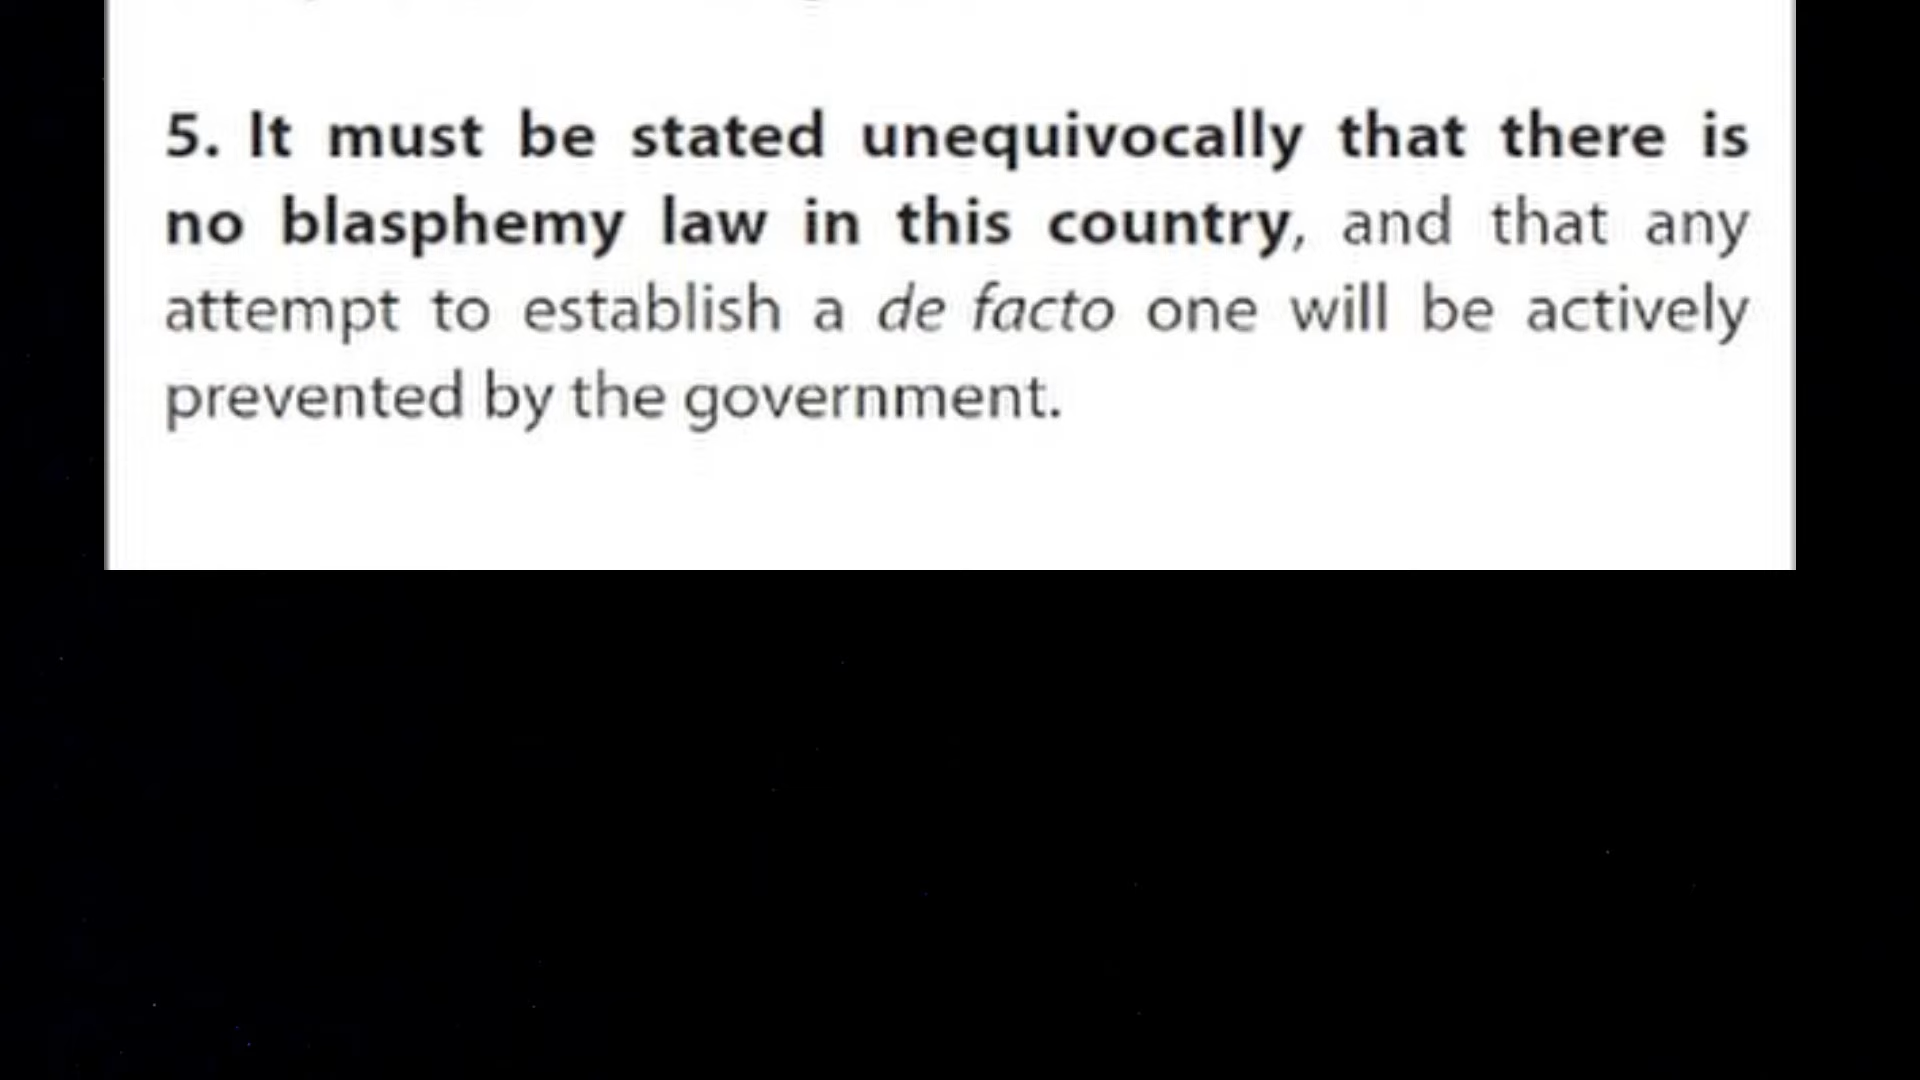 5. It must be stated unequivocally that there is
no blasphemy law in this country, and that any
attempt to establish a de facto one will be actively
prevented by the government.